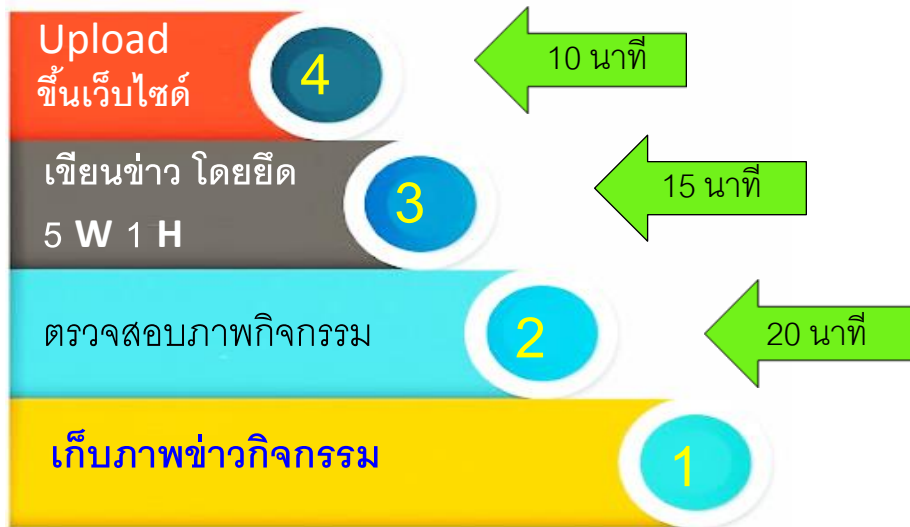 Upload
ขึ้นเว็บไซด์
4
10 นาที
เขียนข่าว โดยยึด
5 W 1 H
3
15 นาที
ตรวจสอบภาพกิจกรรม
2
20 นาที
เก็บภาพข่าวกิจกรรม
1